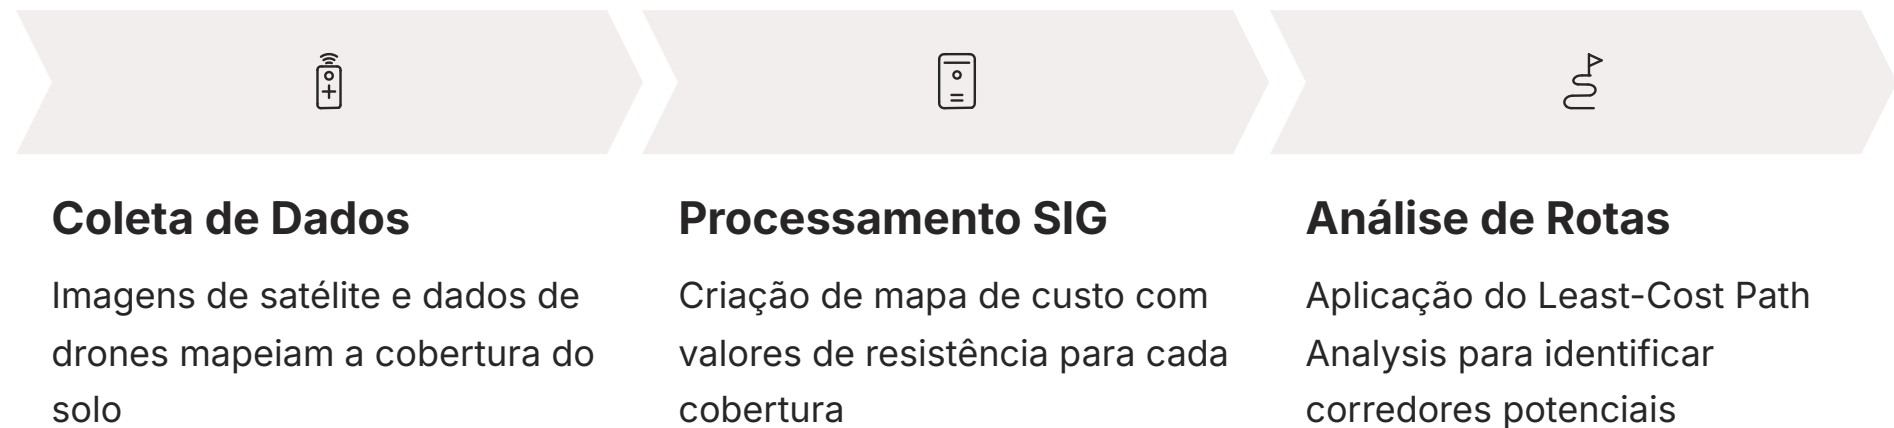 Coleta de Dados
Imagens de satélite e dados de
drones mapeiam a cobertura do
solo
Processamento SIG
Criação de mapa de custo com
valores de resistência para cada
cobertura
Análise de Rotas
Aplicação do Least-Cost Path
Analysis para identificar
corredores potenciais